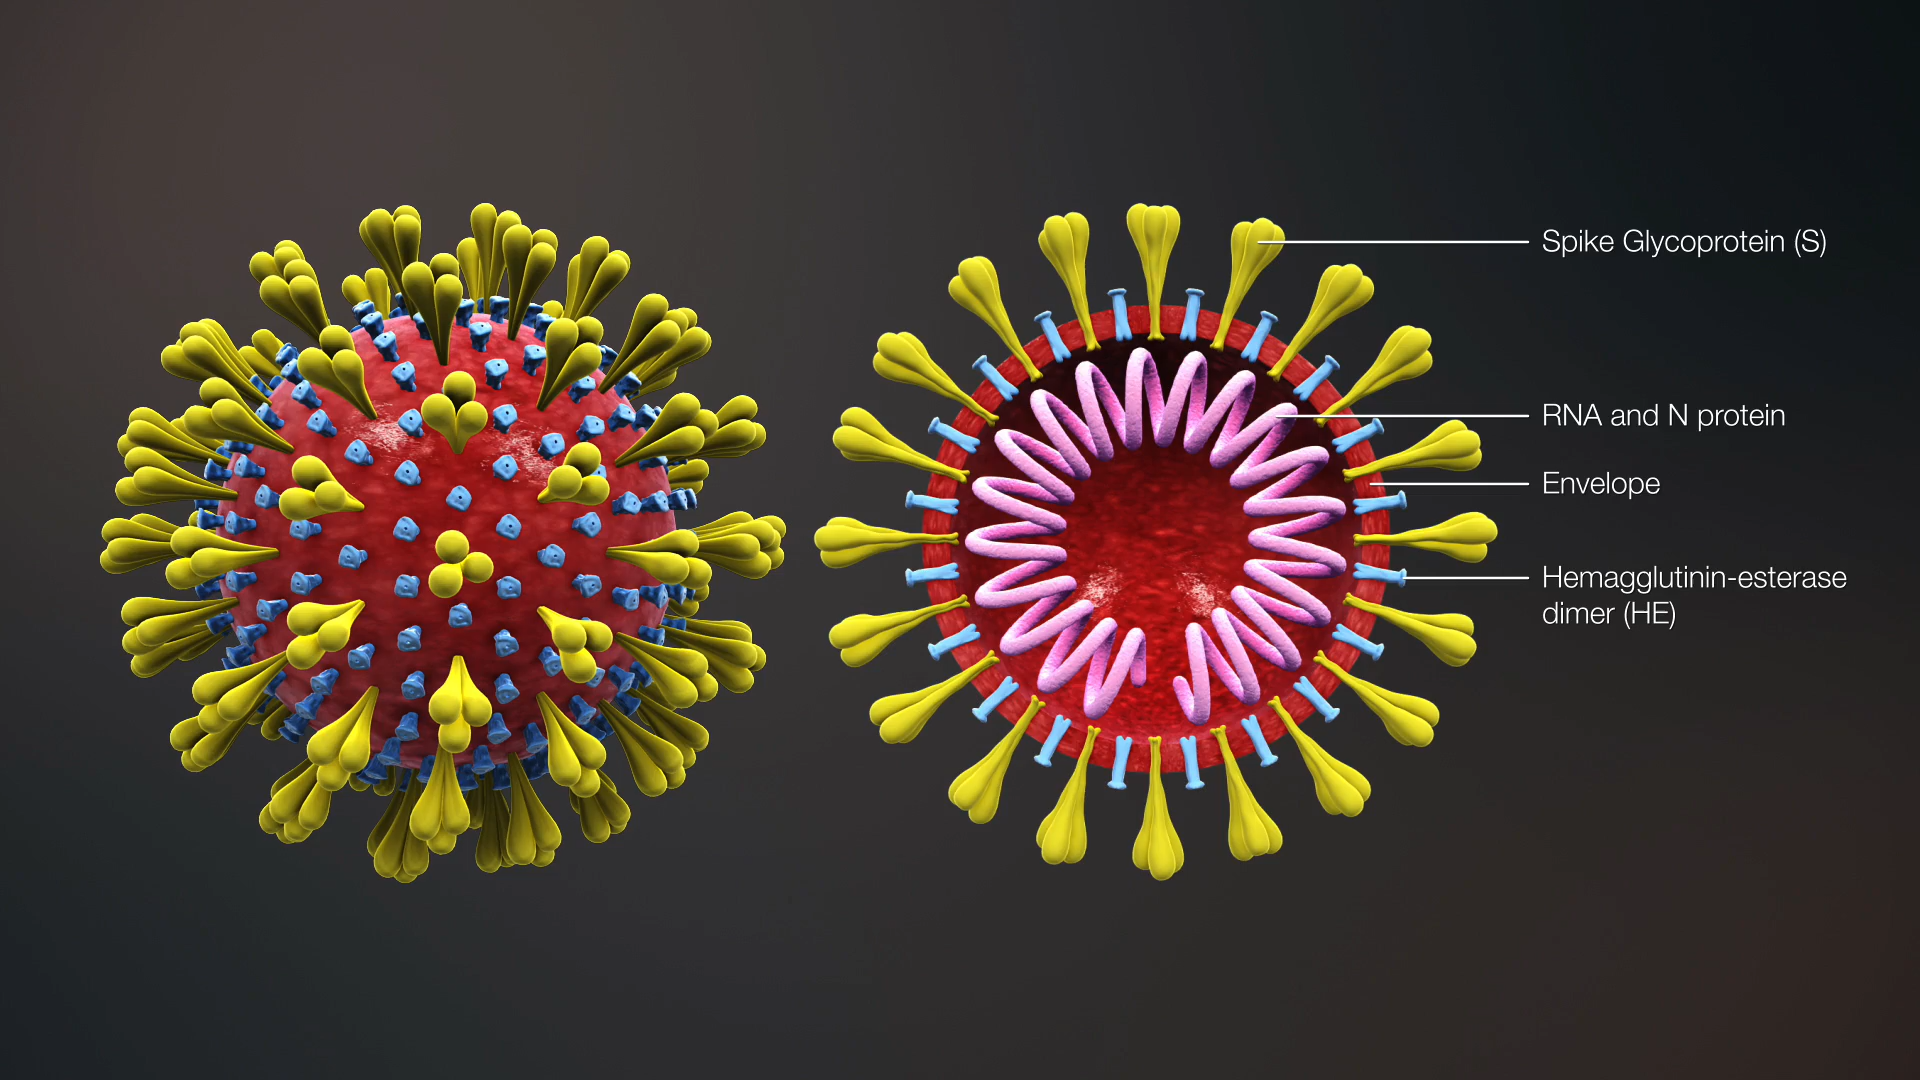 Spike Glycoprotein (S)
RNA and N protein
Envelope
Hemagglutinin-esterase
dimer (HE)